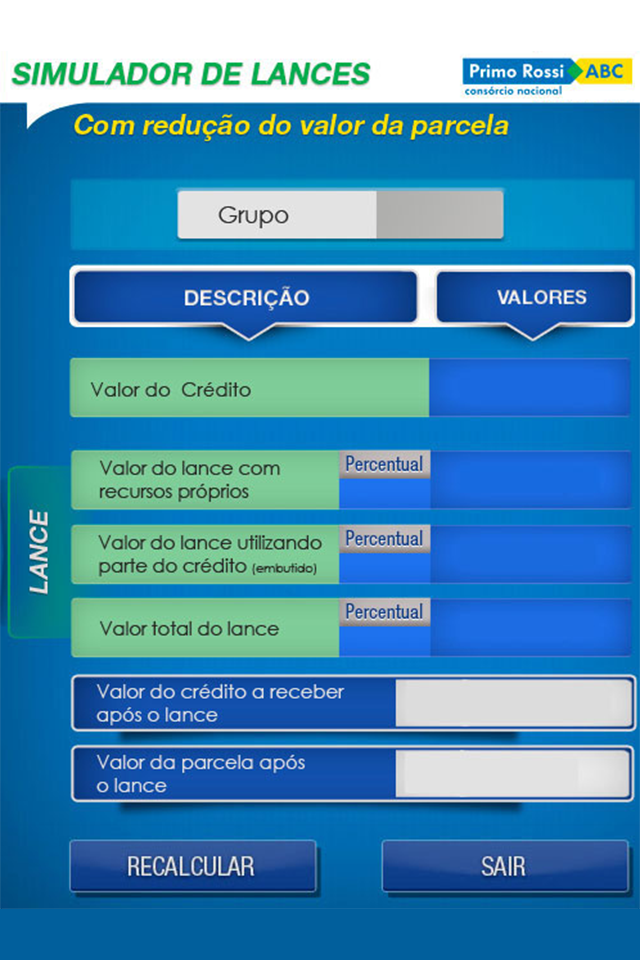 SIMULADOR DE LANCES
Primo Rossi ABC
consórcio nacional
Com redução do valor da parcela
Grupo
DESCRIÇÃO VALORES
Valor do Crédito
LANCE
Valor do lance com Percentual
recursos próprios
Valor do lance utilizando Percentual
parte do crédito (embutido)
Valor total do lance Percentual
Valor do crédito a receber
após o lance
Valor da parcela após
o lance
RECALCULAR SAIR